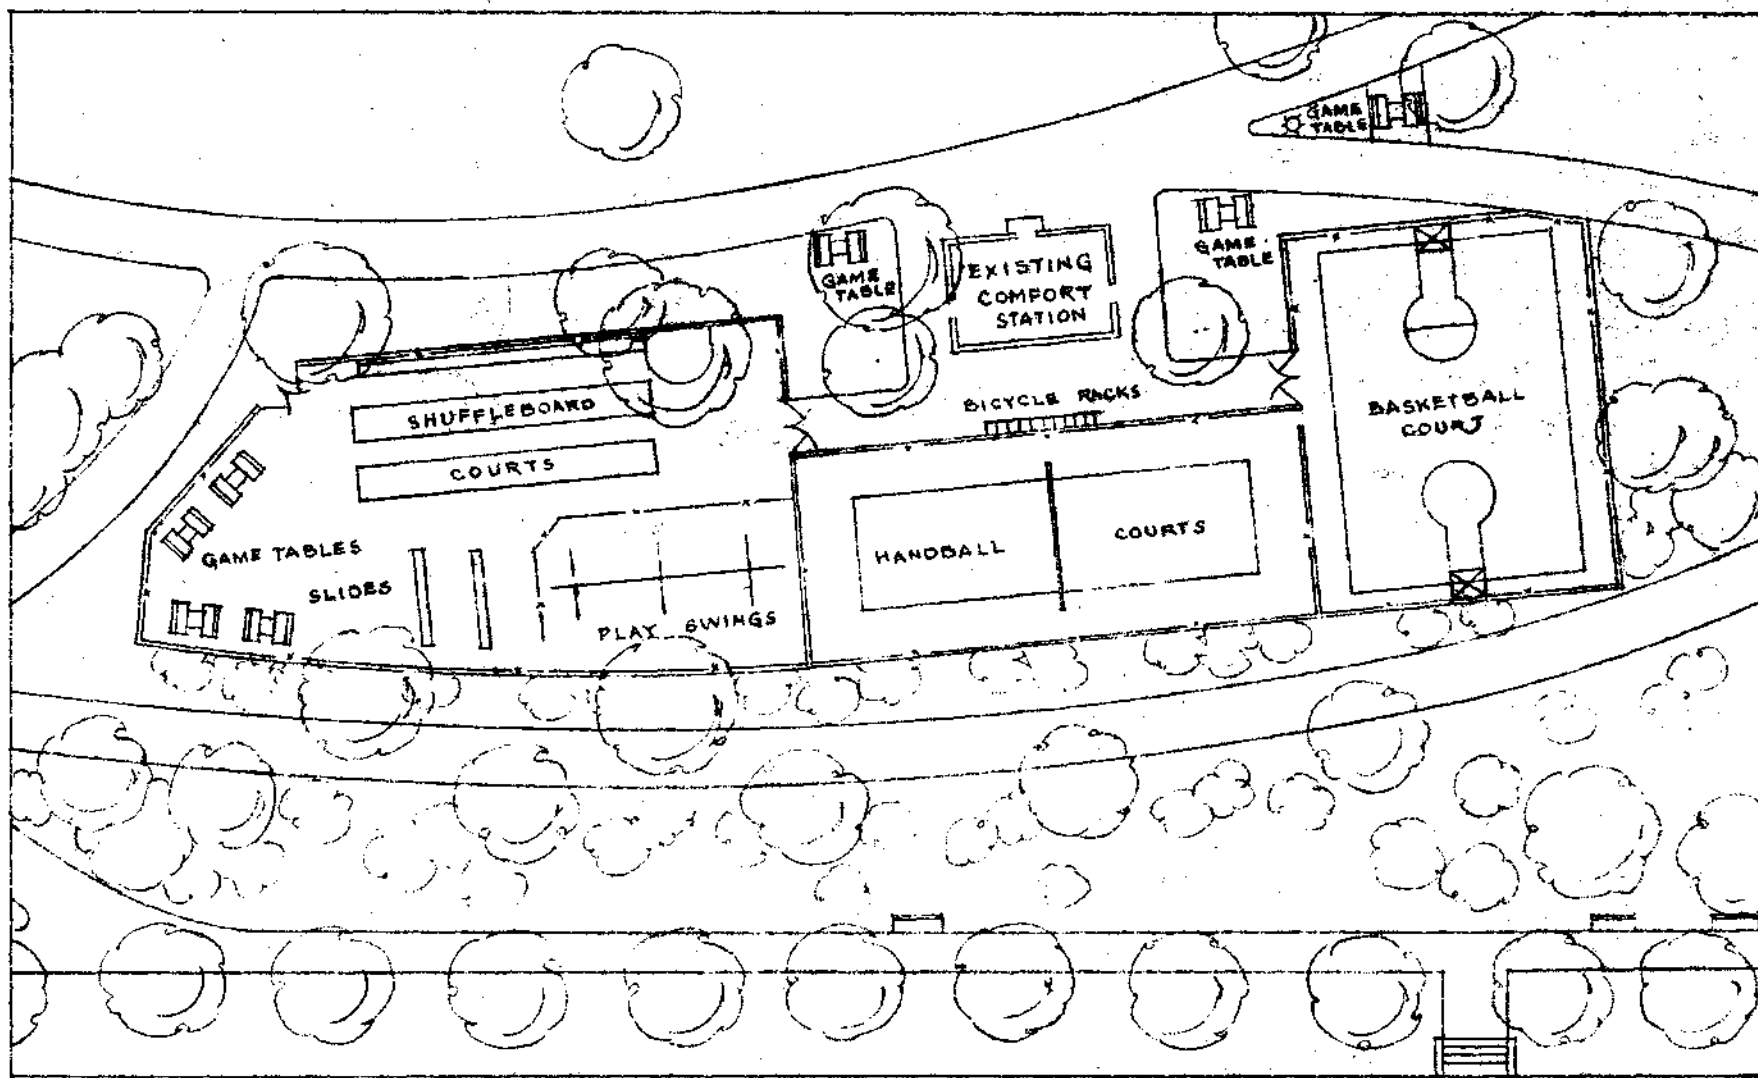 GAME
TABLE
GAME
TABLE
GAME
TABLE
EXISTING
COMFORT
STATION
BICYCLE RACKS
BASKETBALL
COURT
SHUFFLEBOARD
COURTS
GAME TABLES
SLIDES
PLAY SWINGS
HANDBALL
COURTS